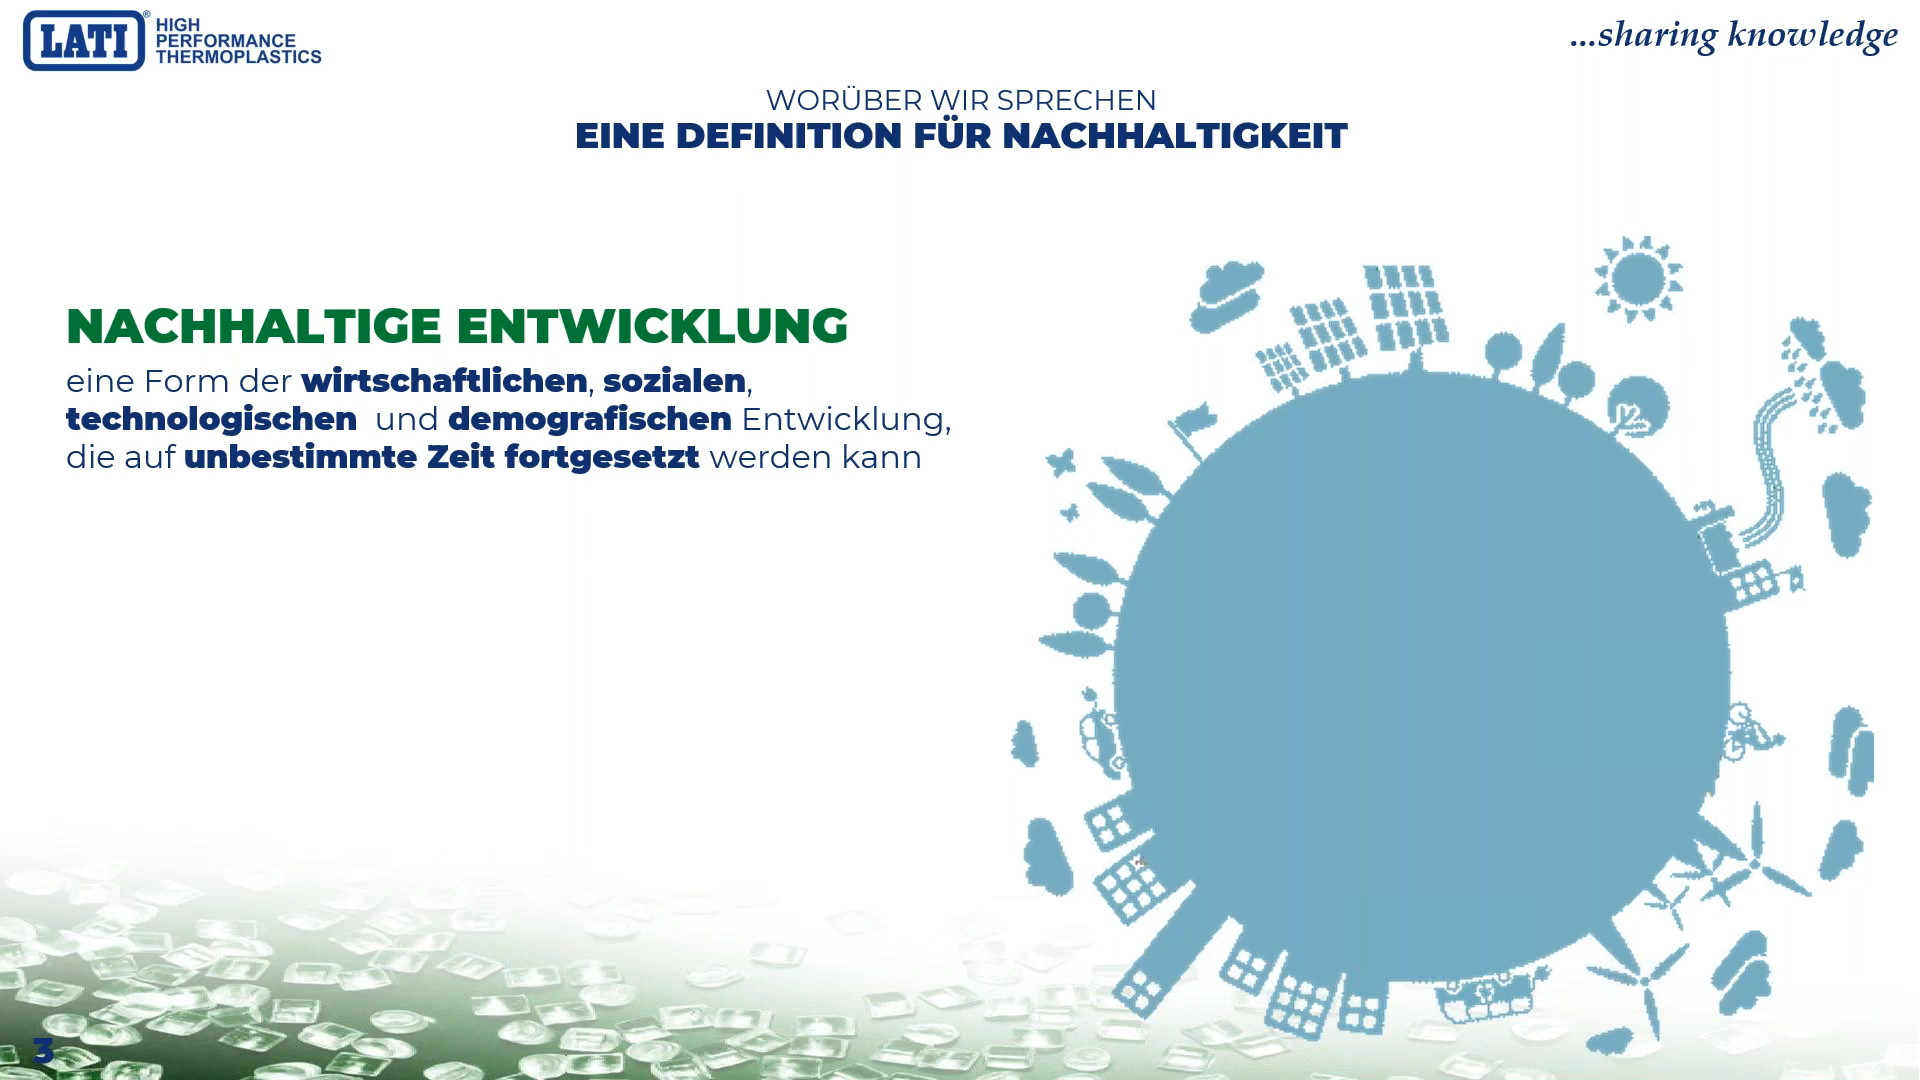 LATI®
HIGH
PERFORMANCE
THERMOPLASTICS
...sharing knowledge
WORÜBER WIR SPRECHEN
EINE DEFINITION FÜR NACHHALTIGKEIT
NACHHALTIGE ENTWICKLUNG
eine Form der wirtschaftlichen, sozialen,
technologischen und demografischen Entwicklung,
die auf unbestimmte Zeit fortgesetzt werden kann
3